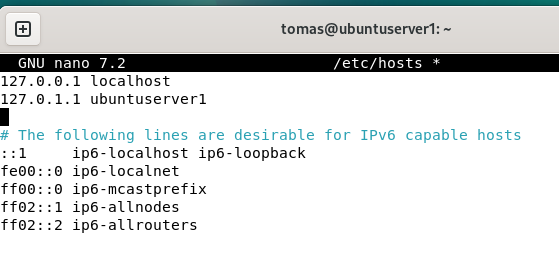 tomas@ubuntuserver1: ~
GNU nano 7.2 /etc/hosts *
127.0.0.1 localhost
127.0.1.1 ubuntuserver1
# The following lines are desirable for IPv6 capable hosts
::1     ip6-localhost ip6-loopback
fe00::0 ip6-localnet
ff00::0 ip6-mcastprefix
ff02::1 ip6-allnodes
ff02::2 ip6-allrouters